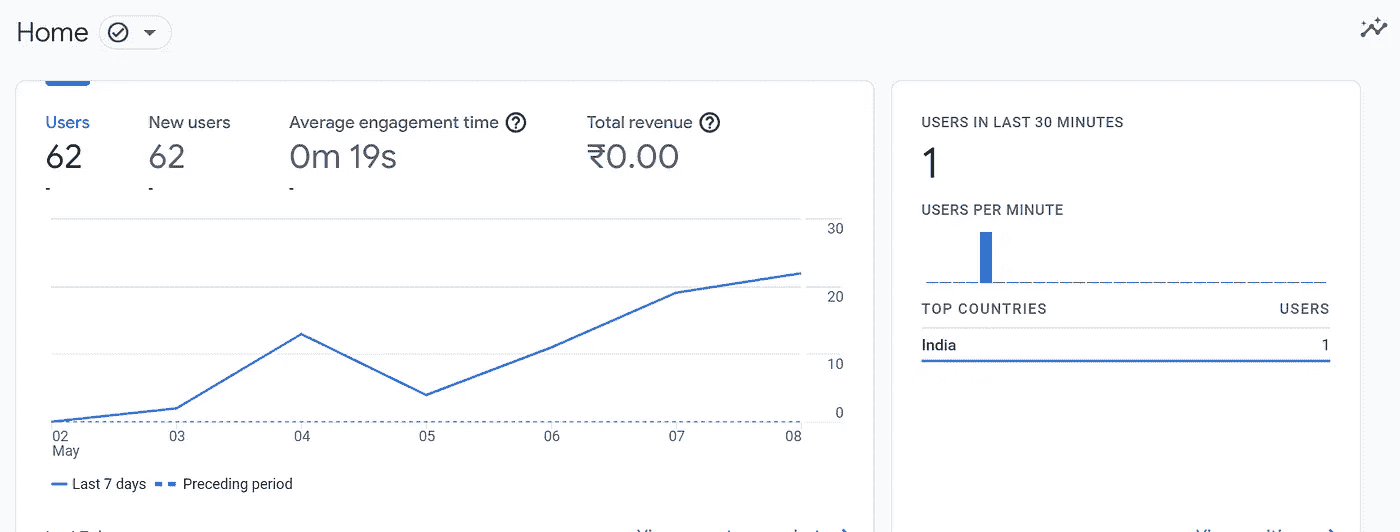 Home
Users New users Average engagement time Total revenue
62 62 0m 19s ₹0.00
- - -
30
20
10
0
02 03 04 05 06 07 08
May
Last 7 days Preceding period
USERS IN LAST 30 MINUTES
1
USERS PER MINUTE
TOP COUNTRIES USERS
India 1